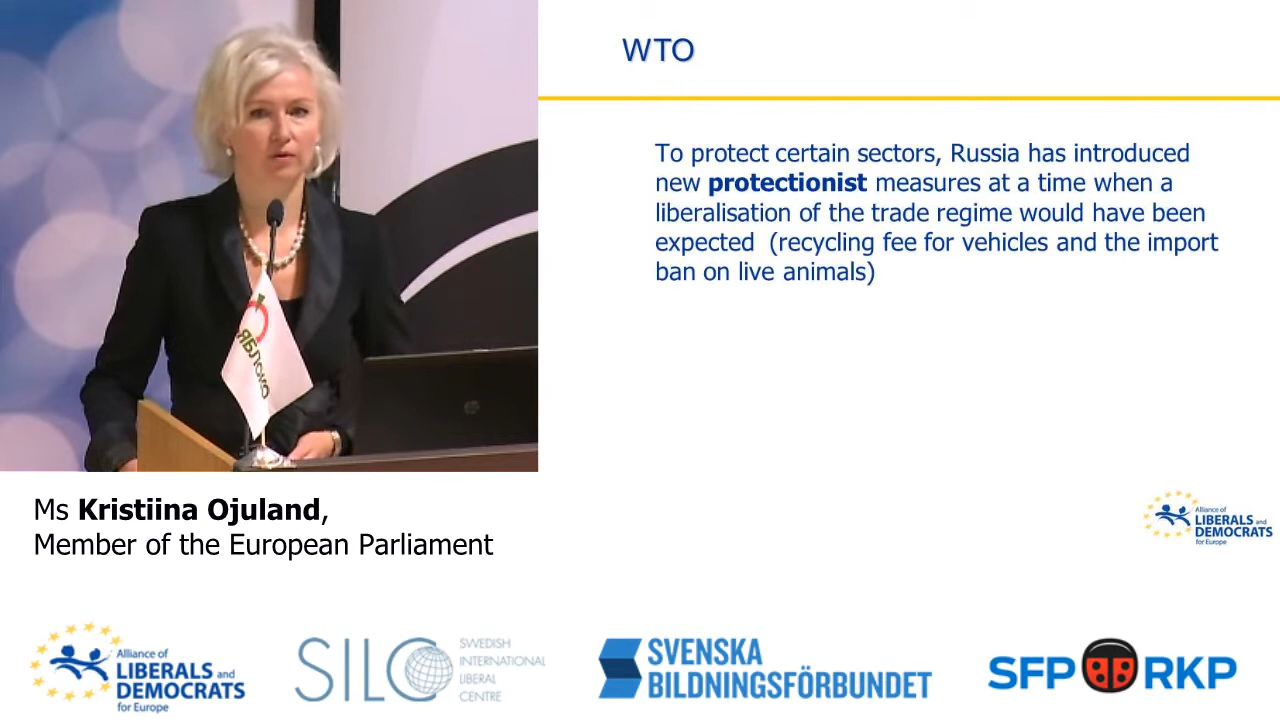 WTO
To protect certain sectors, Russia has introduced
new protectionist measures at a time when a
liberalisation of the trade regime would have been
expected  (recycling fee for vehicles and the import
ban on live animals)
ЯБЛОКО
Ms Kristiina Ojuland,
Member of the European Parliament
Alliance of
LIBERALS and
DEMOCRATS
for Europe
Alliance of
LIBERALS and
DEMOCRATS
for Europe
SILC
SWEDISH
INTERNATIONAL
LIBERAL
CENTRE
SVENSKA
BILDNINGSFÖRBUNDET
SFP RKP